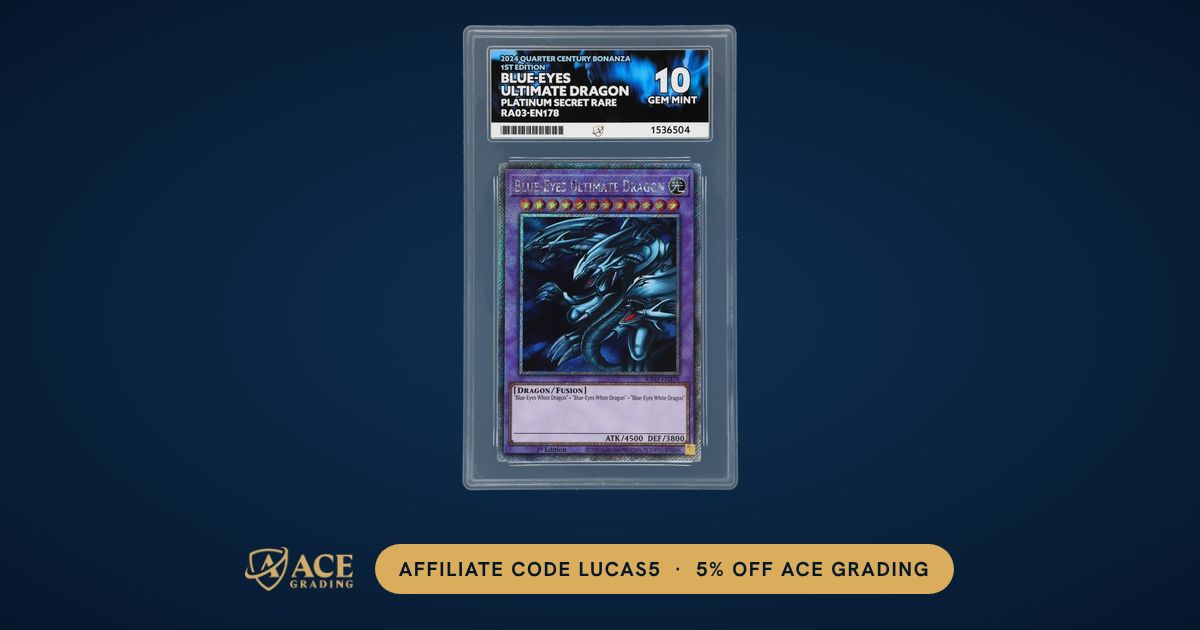 2024 QUARTER CENTURY BONANZA
1ST EDITION
BLUE-EYES
ULTIMATE DRAGON
PLATINUM SECRET RARE
RA03-EN178
10
GEM MINT
1536504
BLUE-EYES ULTIMATE DRAGON 光
RA03-EN178
[DRAGON/FUSION]
"Blue-Eyes White Dragon" + "Blue-Eyes White Dragon" + "Blue-Eyes White Dragon"
ATK/4500 DEF/3800
1st Edition
ACE
GRADING
AFFILIATE CODE LUCAS5 · 5% OFF ACE GRADING